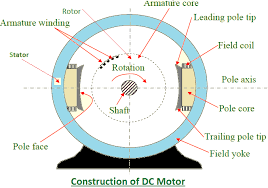 Armature core
Rotor
Armature winding
Leading pole tip
Stator
Field coil
Rotation
Pole axis
Shaft
Pole core
Trailing pole tip
Pole face
Field yoke
Construction of DC Motor